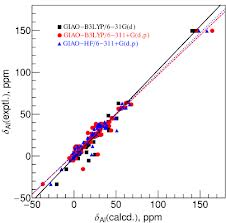 150
100
50
0
−50
−50
0
50
100
150
δAl(exptl.), ppm
GIAO−B3LYP/6−31G(d)
GIAO−B3LYP/6−311+G(d,p)
GIAO−HF/6−311+G(d,p)
δAl(calcd.), ppm